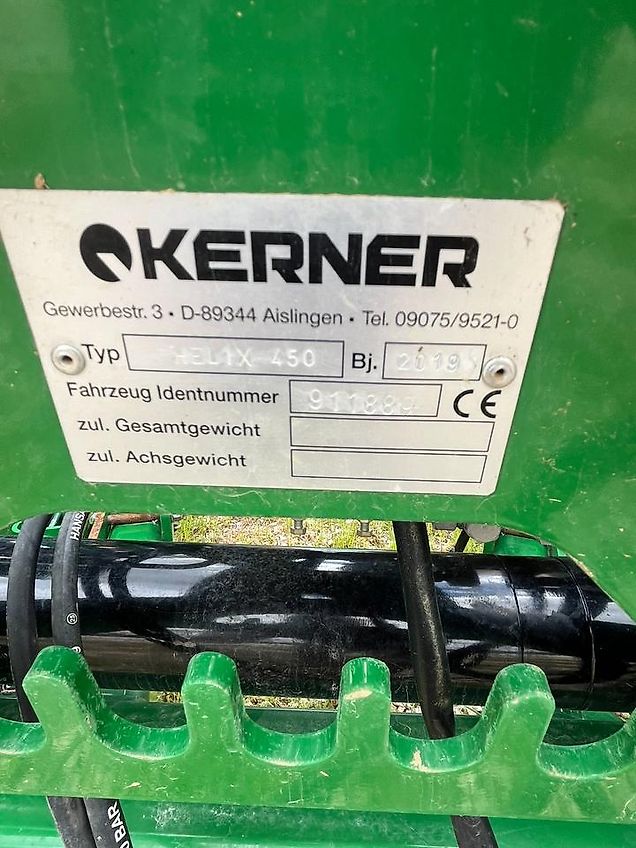 KERNER
Gewerbestr. 3 • D-89344 Aislingen • Tel. 09075/9521-0
Typ HELIX 450 Bj. 2019
Fahrzeug Identnummer 911889 CE
zul. Gesamtgewicht
zul. Achsgewicht